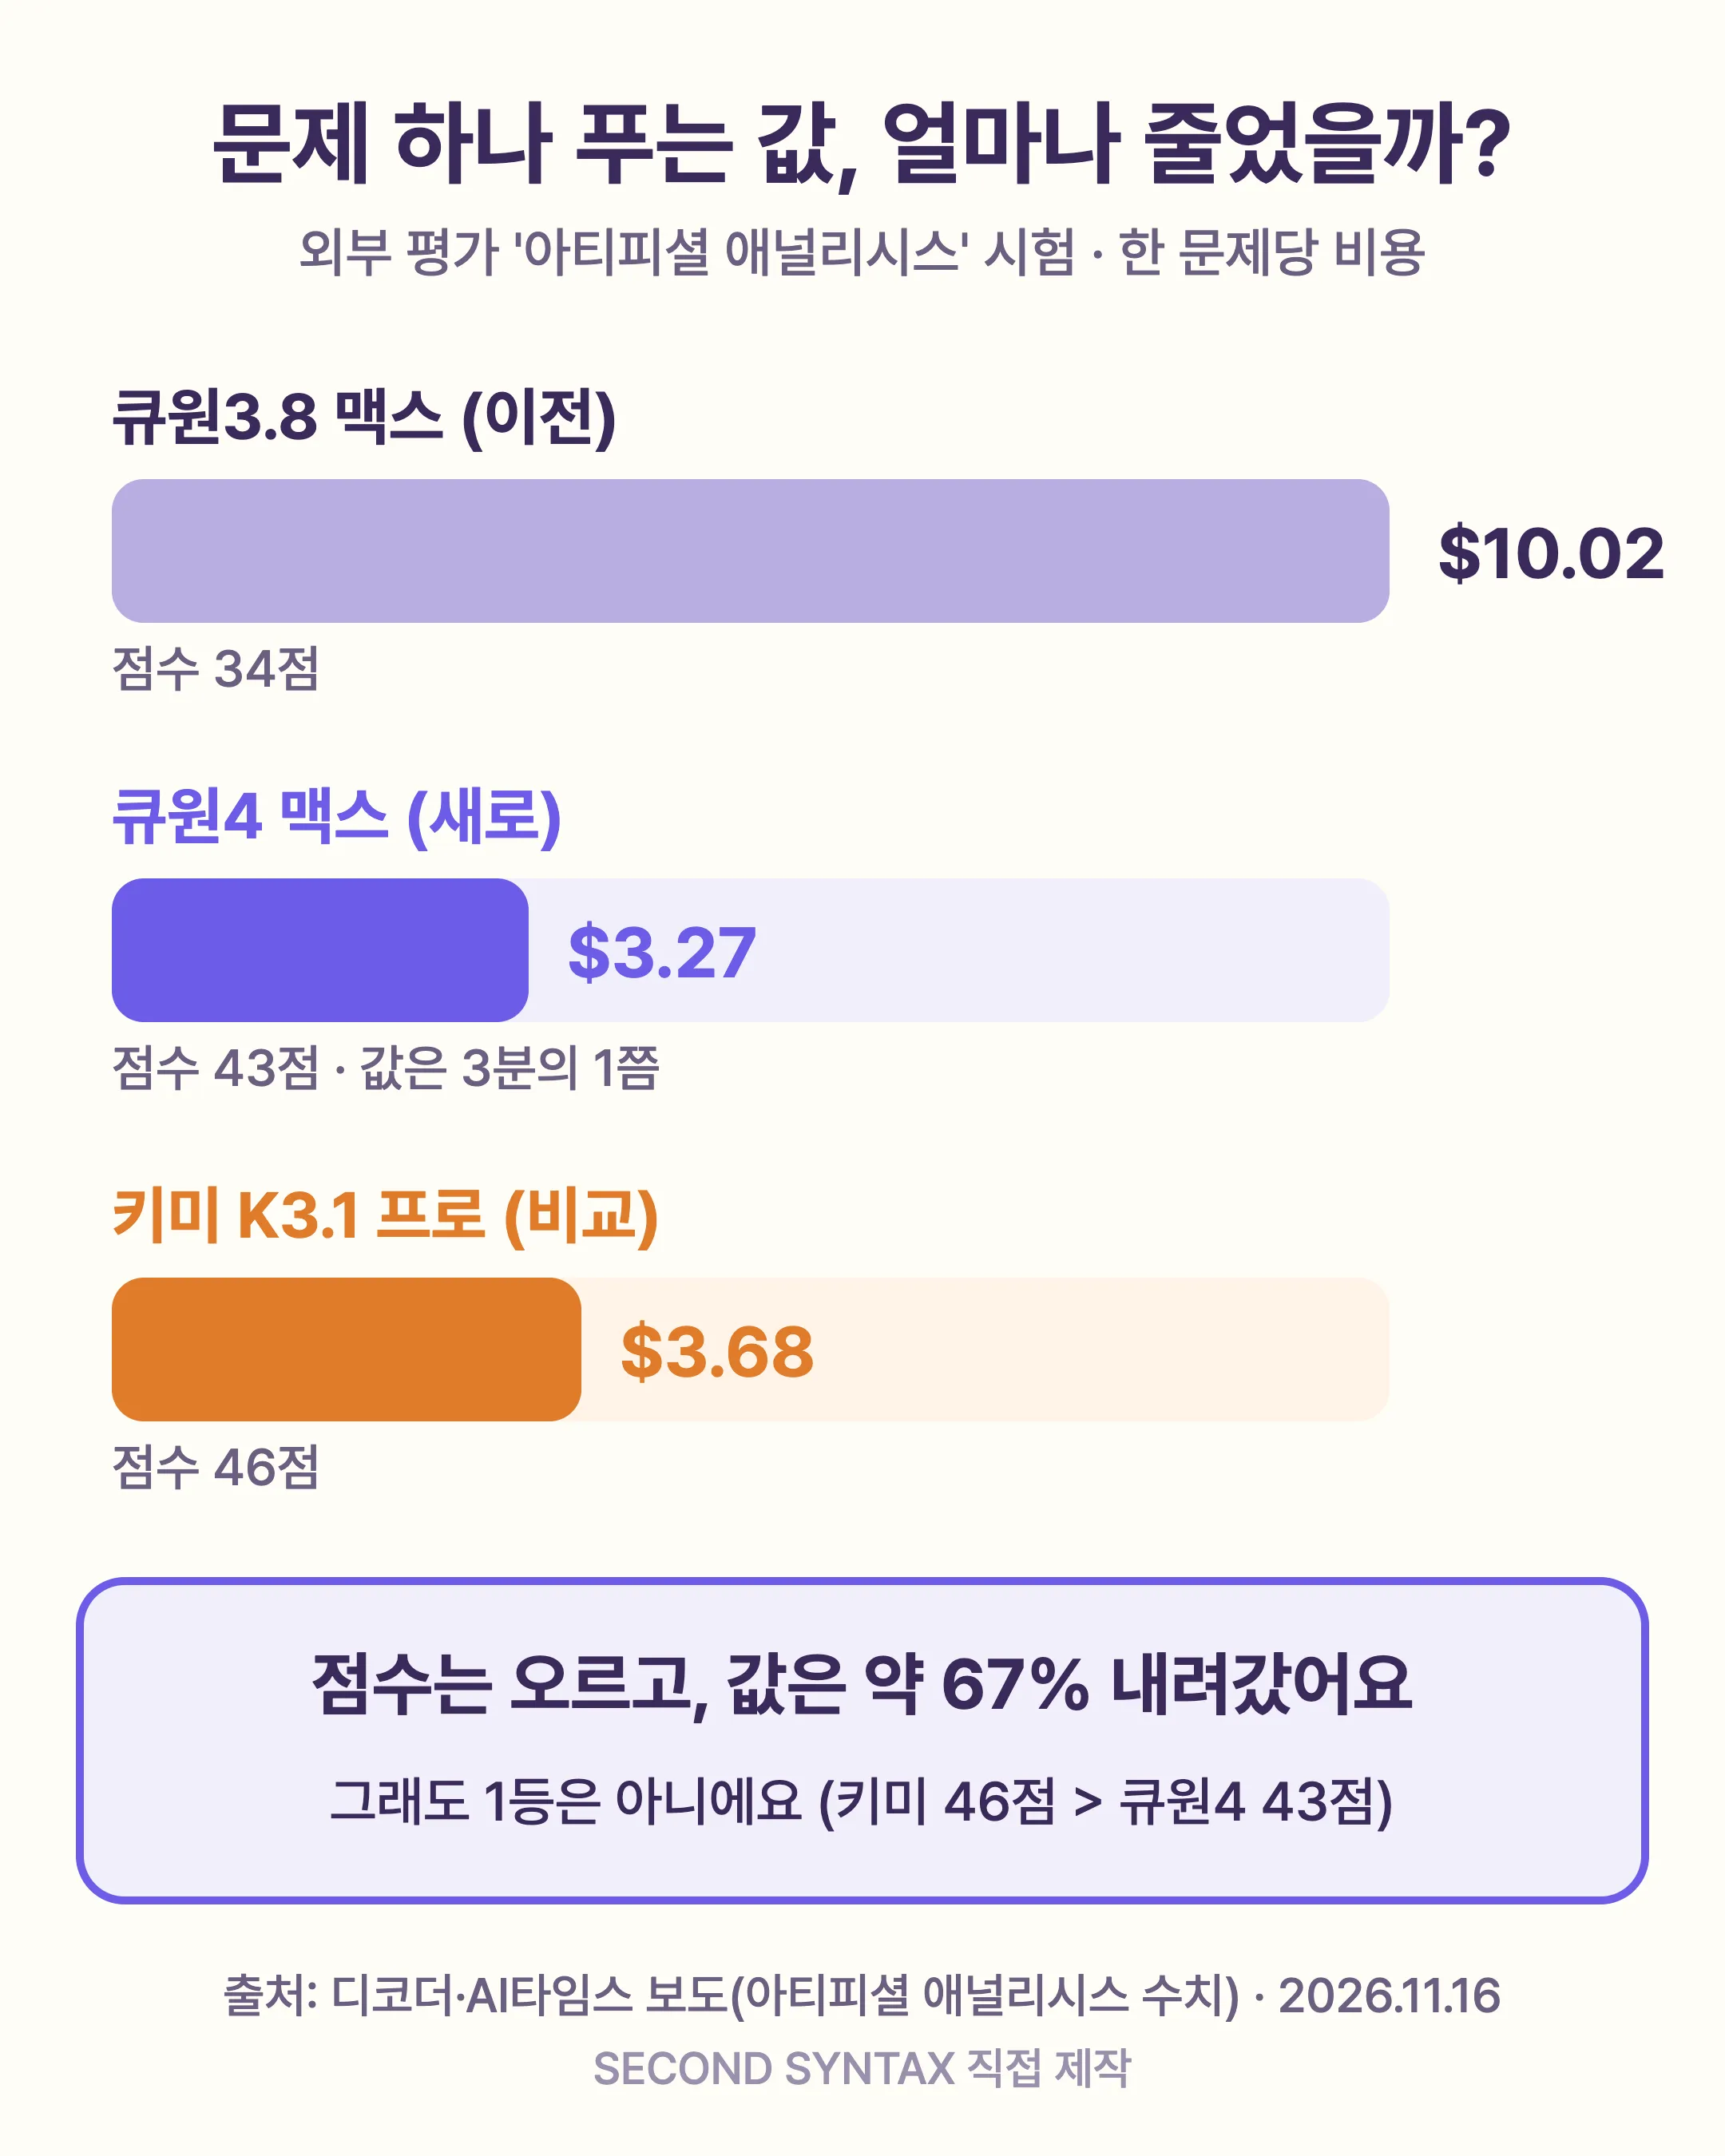 문제 하나 푸는 값, 얼마나 줄었을까?
외부 평가 '아티피셜 애널리시스' 시험 · 한 문제당 비용
큐원3.8 맥스 (이전)
$10.02
점수 34점
큐원4 맥스 (새로)
$3.27
점수 43점 · 값은 3분의 1쯤
키미 K3.1 프로 (비교)
$3.68
점수 46점
점수는 오르고, 값은 약 67% 내려갔어요
그래도 1등은 아니에요 (키미 46점 > 큐원4 43점)
출처: 디코더·AI타임스 보도(아티피셜 애널리시스 수치) · 2026.11.16
SECOND SYNTAX 직접 제작